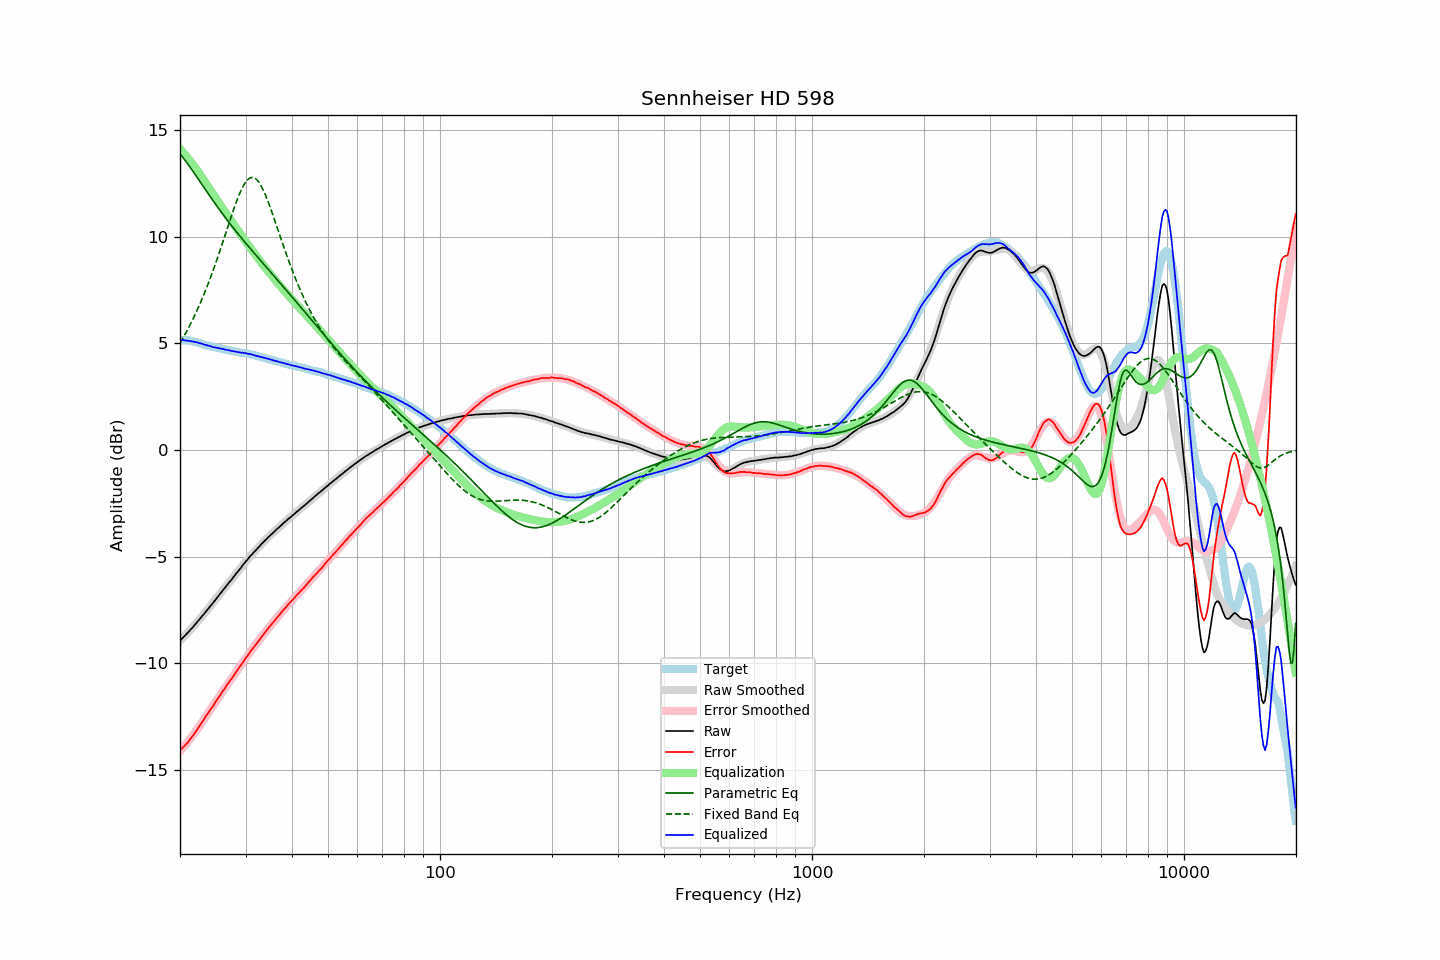 Sennheiser HD 598
15
10
5
0
−5
−10
−15
Amplitude (dBr)
100
1000
10000
Frequency (Hz)
Target
Raw Smoothed
Error Smoothed
Raw
Error
Equalization
Parametric Eq
Fixed Band Eq
Equalized